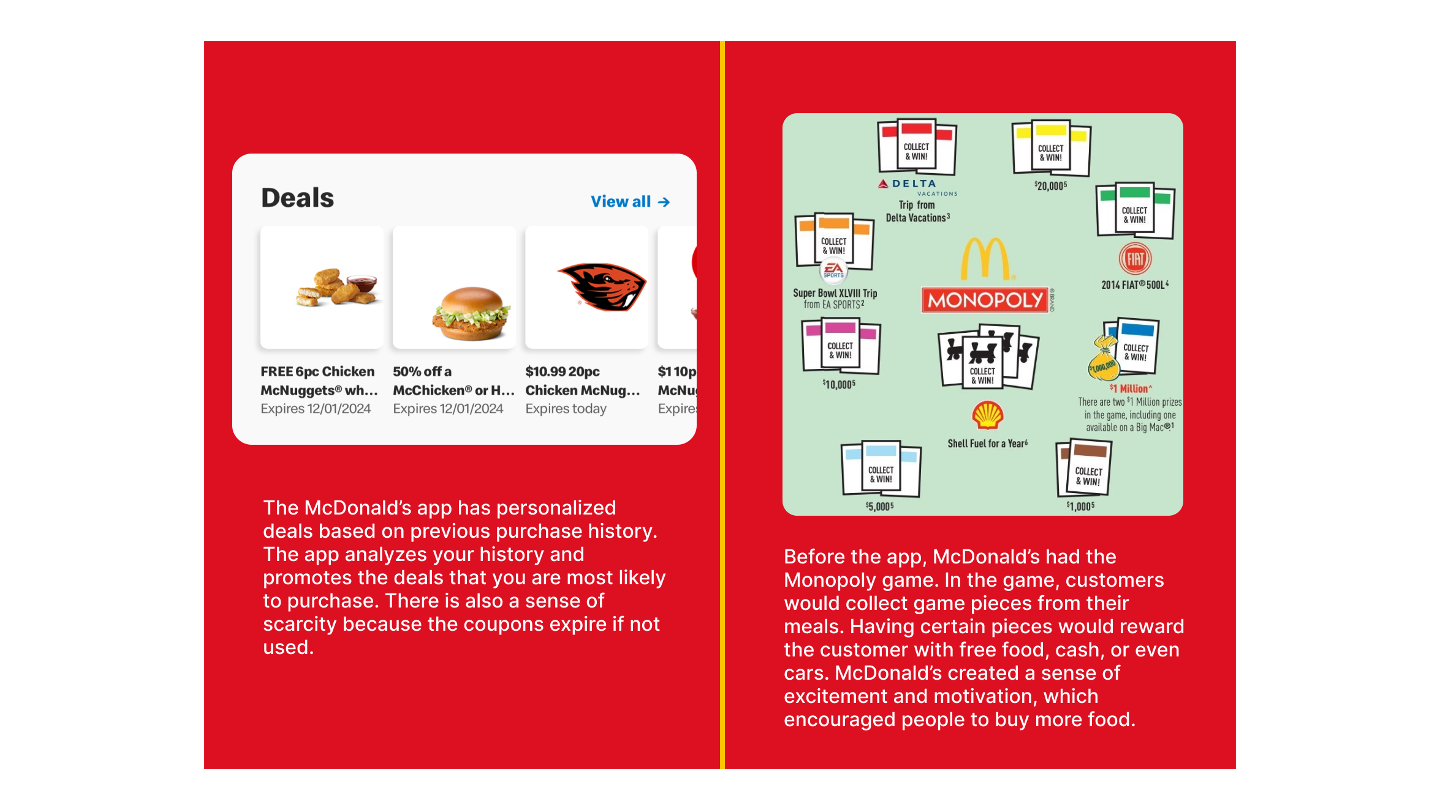 Deals
View all →
FREE 6pc Chicken
McNuggets® wh...
Expires 12/01/2024
50% off a
McChicken® or H...
Expires 12/01/2024
$10.99 20pc
Chicken McNug...
Expires today
$1 10p
McNu
Expires
The McDonald's app has personalized
deals based on previous purchase history.
The app analyzes your history and
promotes the deals that you are most likely
to purchase. There is also a sense of
scarcity because the coupons expire if not
used.
COLLECT
& WIN!
DELTA
VACATIONS
Trip from
Delta Vacations³
COLLECT
& WIN!
$20,000⁵
COLLECT
& WIN!
FIAT
2014 FIAT® 500L⁴
COLLECT
& WIN!
EA
SPORTS
Super Bowl XLVIII Trip
from EA SPORTS²
MONOPOLY
COLLECT
& WIN!
$10,000⁵
COLLECT
& WIN!
Shell Fuel for a Year⁶
COLLECT
& WIN!
$1,000,000
$1 Million^
There are two $1 Million prizes
in the game, including one
available on a Big Mac®!¹
COLLECT
& WIN!
$5,000⁵
COLLECT
& WIN!
$1,000⁵
Before the app, McDonald's had the
Monopoly game. In the game, customers
would collect game pieces from their
meals. Having certain pieces would reward
the customer with free food, cash, or even
cars. McDonald's created a sense of
excitement and motivation, which
encouraged people to buy more food.